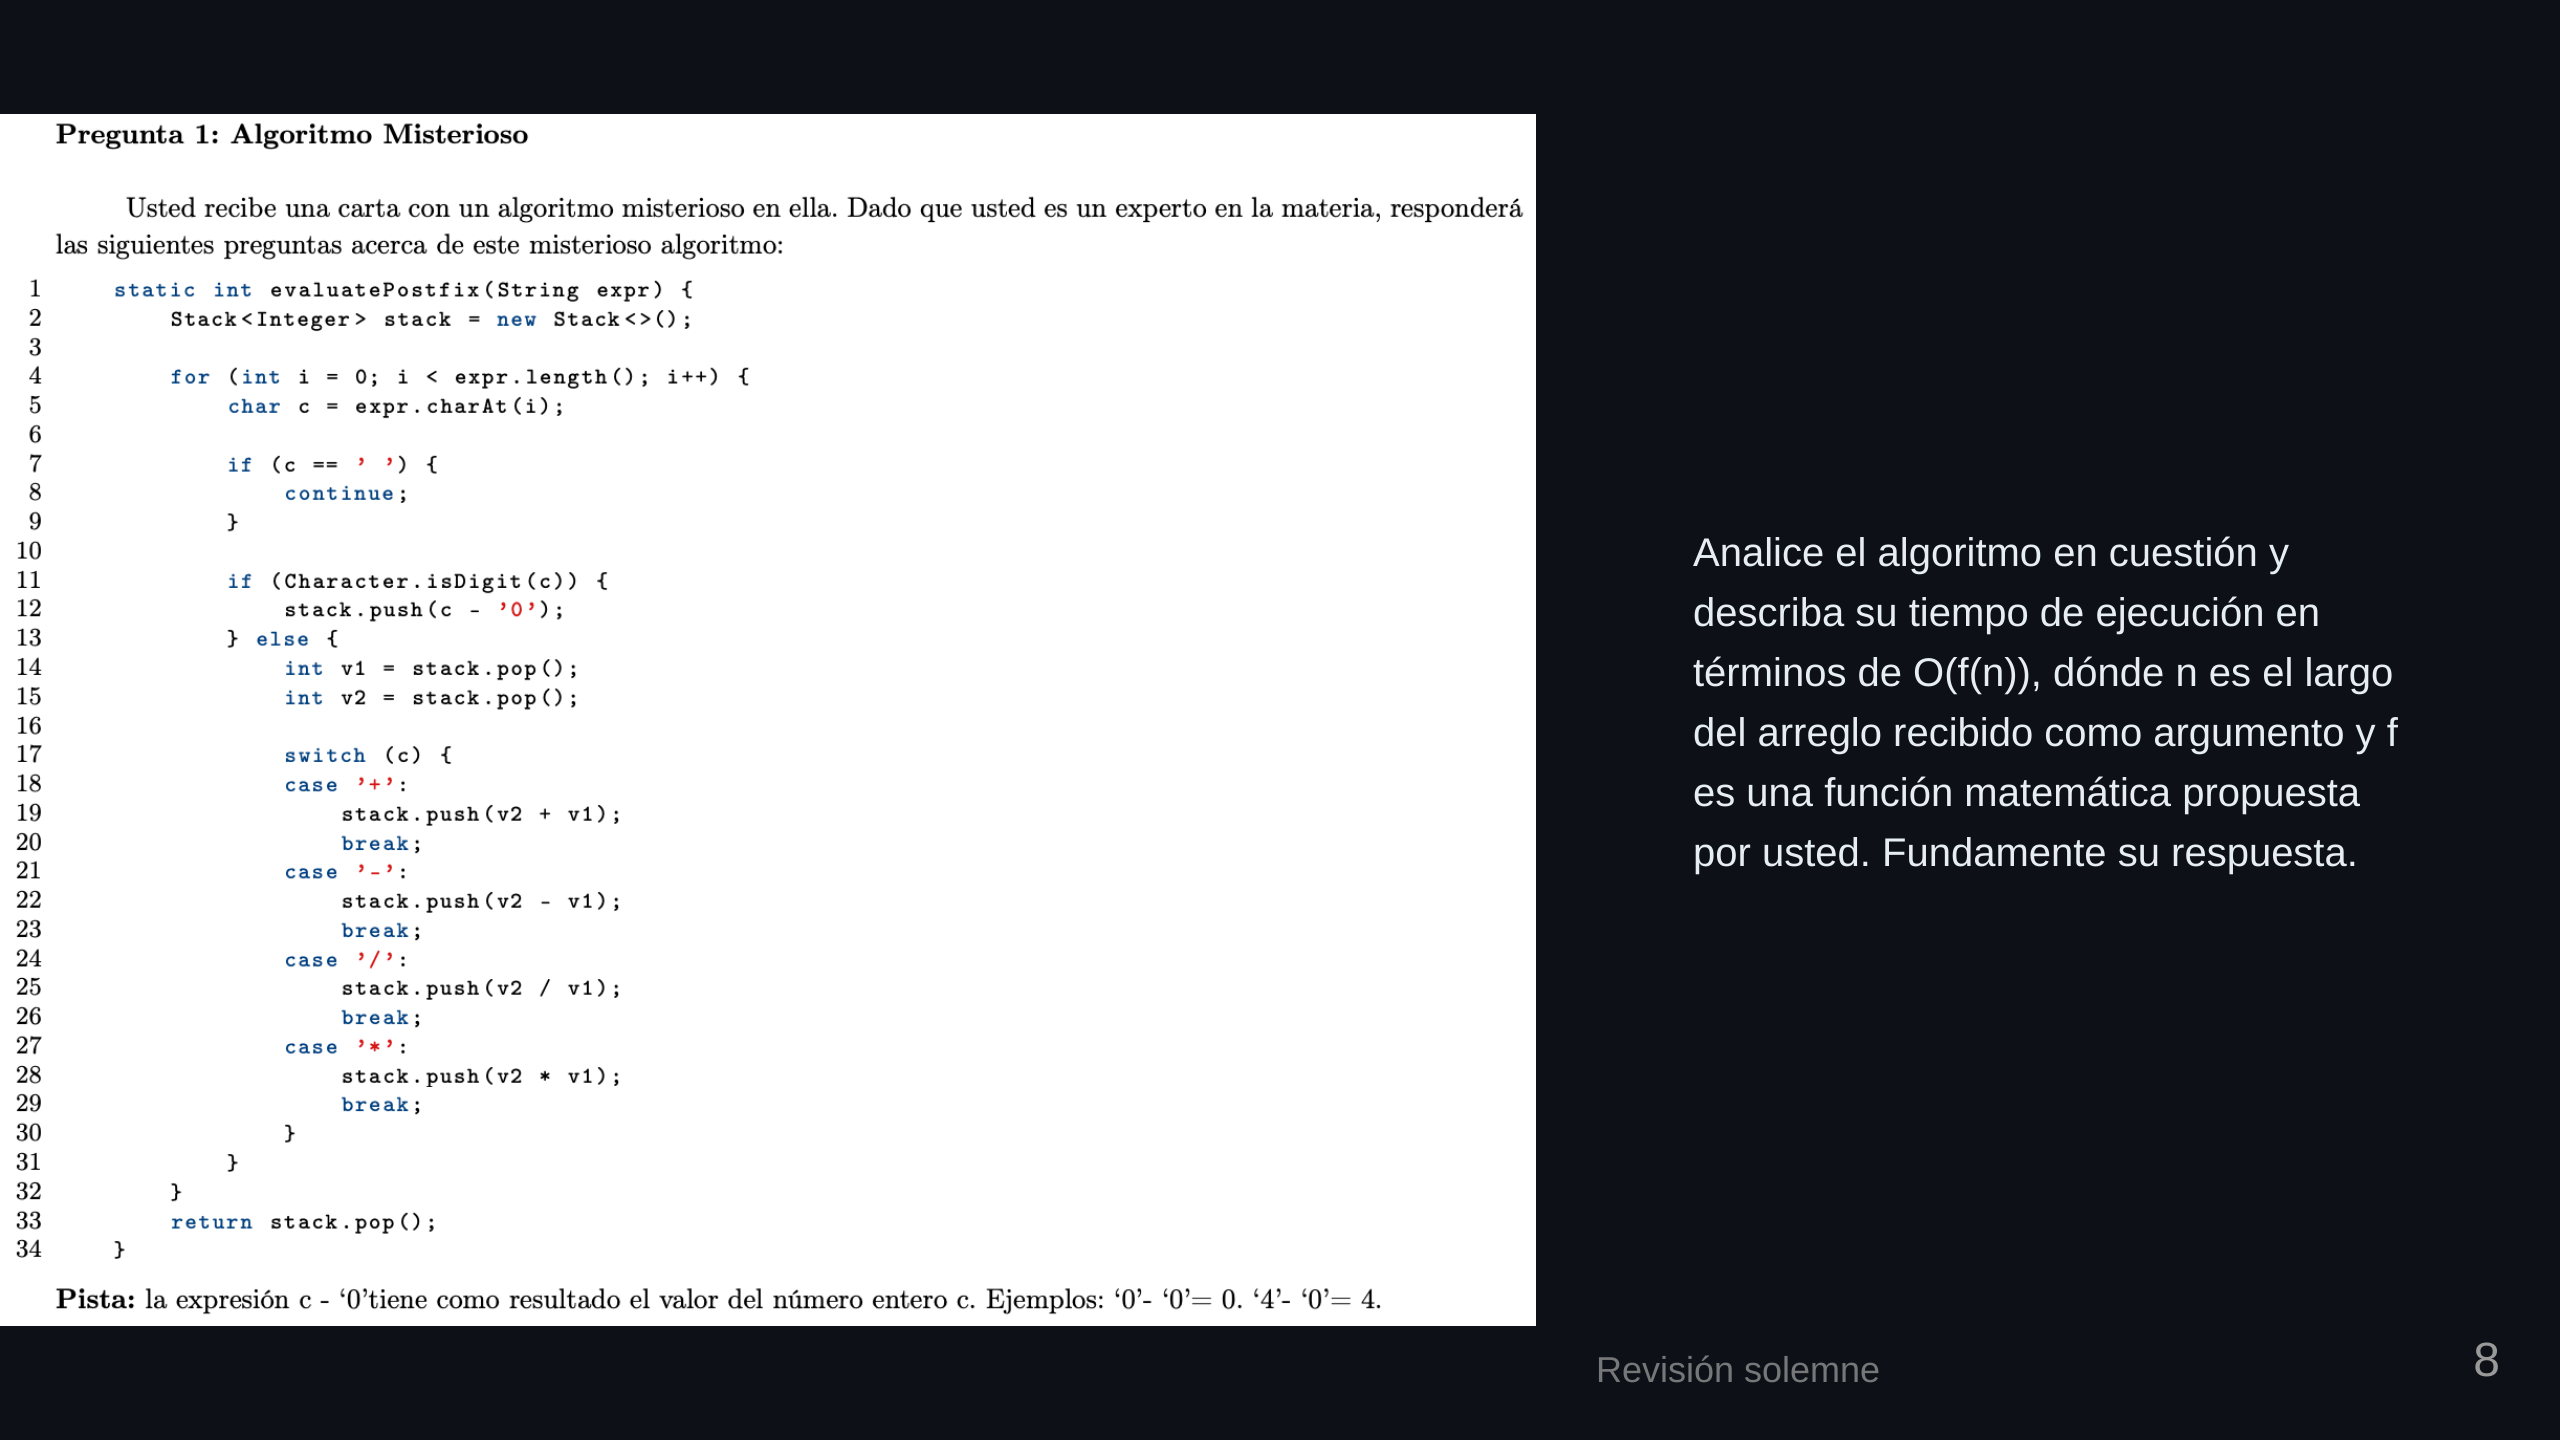 Pregunta 1: Algoritmo Misterioso
Usted recibe una carta con un algoritmo misterioso en ella. Dado que usted es un experto en la materia, responderá
las siguientes preguntas acerca de este misterioso algoritmo:
1 static int evaluatePostfix(String expr) {
2 Stack<Integer> stack = new Stack<>();
3
4 for (int i = 0; i < expr.length(); i++) {
5 char c = expr.charAt(i);
6
7 if (c == ' ') {
8 continue;
9 }
10
11 if (Character.isDigit(c)) {
12 stack.push(c - '0');
13 } else {
14 int v1 = stack.pop();
15 int v2 = stack.pop();
16
17 switch (c) {
18 case '+':
19 stack.push(v2 + v1);
20 break;
21 case '-':
22 stack.push(v2 - v1);
23 break;
24 case '/':
25 stack.push(v2 / v1);
26 break;
27 case '*':
28 stack.push(v2 * v1);
29 break;
30 }
31 }
32 }
33 return stack.pop();
34 }
Pista: la expresión c - ‘0’tiene como resultado el valor del número entero c. Ejemplos: ‘0’- ‘0’= 0. ‘4’- ‘0’= 4.
Analice el algoritmo en cuestión y
describa su tiempo de ejecución en
términos de O(f(n)), dónde n es el largo
del arreglo recibido como argumento y f
es una función matemática propuesta
por usted. Fundamente su respuesta.
Revisión solemne
8